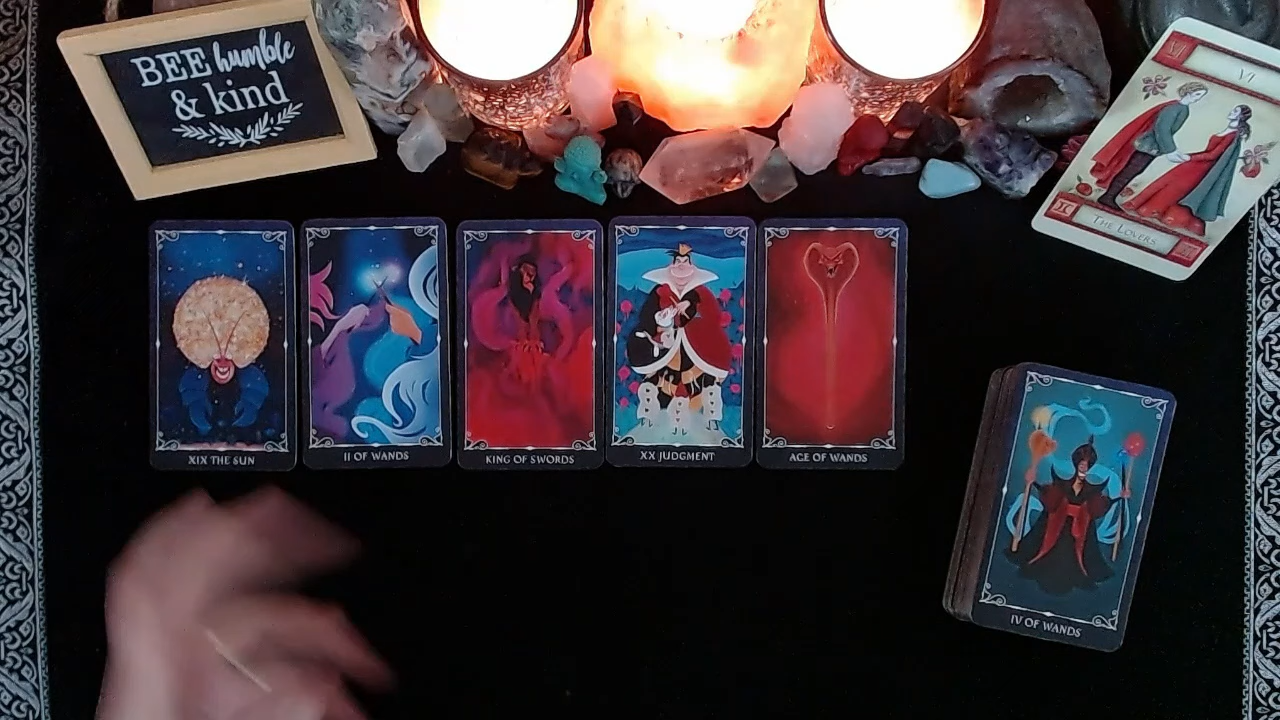 BEE humble
& kind
VI
VI
THE LOVERS
XIX THE SUN
II OF WANDS
KING OF SWORDS
XX JUDGMENT
ACE OF WANDS
IV OF WANDS